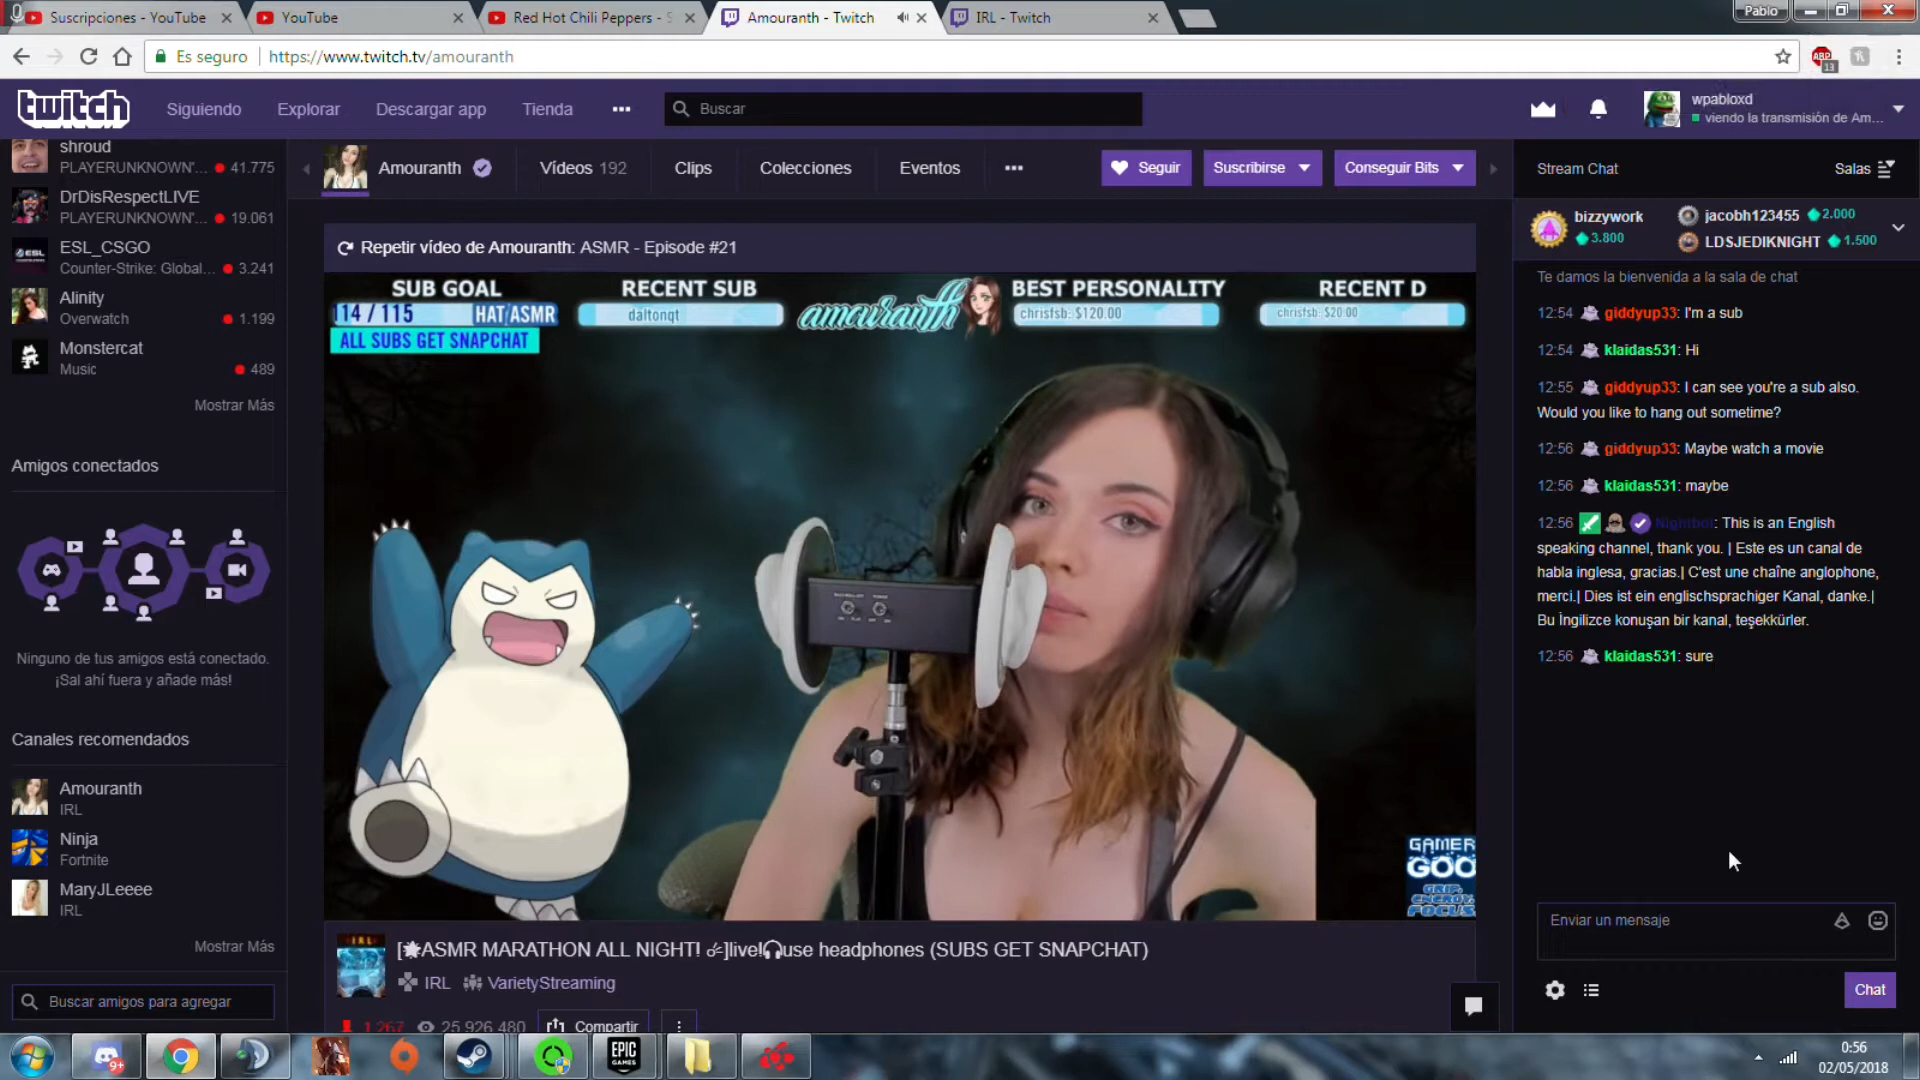 Suscripciones - YouTube
YouTube
Red Hot Chili Peppers - S
Amouranth - Twitch
IRL - Twitch
Pablo
Es seguro
https://www.twitch.tv/amouranth
ABP
13
twitch
Siguiendo
Explorar
Descargar app
Tienda
Buscar
wpabloxd
viendo la transmisión de Am...
shroud
PLAYERUNKNOWN'... 41.775
DrDisRespectLIVE
PLAYERUNKNOWN'... 19.061
ESL_CSGO
Counter-Strike: Global... 3.241
Alinity
Overwatch 1.199
Monstercat
Music 489
Mostrar Más
Amigos conectados
Ninguno de tus amigos está conectado.
¡Sal ahí fuera y añade más!
Canales recomendados
Amouranth
IRL
Ninja
Fortnite
MaryJLeeee
IRL
Mostrar Más
Buscar amigos para agregar
Amouranth
Vídeos 192
Clips
Colecciones
Eventos
Seguir
Suscribirse
Conseguir Bits
Repetir vídeo de Amouranth: ASMR - Episode #21
SUB GOAL
114 / 115 HAT ASMR
ALL SUBS GET SNAPCHAT
RECENT SUB
daltonqt
amouranth
BEST PERSONALITY
chrisfsb: $120.00
RECENT D
chrisfsb: $20.00
GAMER
GOO
GRIP.
ENERGY.
FOCUS
[ASMR MARATHON ALL NIGHT! ]live!use headphones (SUBS GET SNAPCHAT)
IRL
VarietyStreaming
1.267
25.926.480
Compartir
Stream Chat
Salas
bizzywork
3.800
jacobh123455 2.000
LDSJEDIKNIGHT 1.500
Te damos la bienvenida a la sala de chat
12:54 giddyup33: I'm a sub
12:54 klaidas531: Hi
12:55 giddyup33: I can see you're a sub also.
Would you like to hang out sometime?
12:56 giddyup33: Maybe watch a movie
12:56 klaidas531: maybe
12:56 Nightbot: This is an English
speaking channel, thank you. | Este es un canal de
habla inglesa, gracias.| C'est une chaîne anglophone,
merci.| Dies ist ein englischsprachiger Kanal, danke.|
Bu İngilizce konuşan bir kanal, teşekkürler.
12:56 klaidas531: sure
Enviar un mensaje
Chat
9+
EPIC
GAMES
0:56
02/05/2018